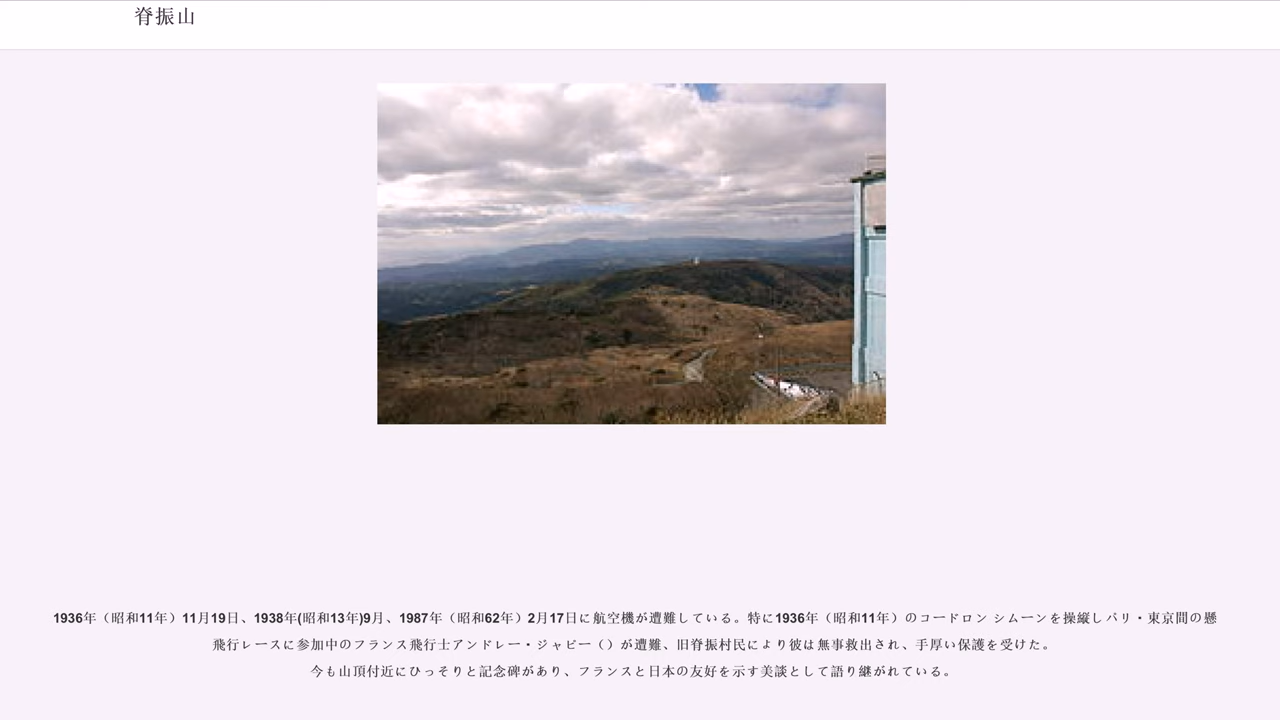 脊振山
1936年（昭和11年）11月19日、1938年(昭和13年)9月、1987年（昭和62年）2月17日に航空機が遭難している。特に1936年（昭和11年）のコードロン シムーンを操縦しパリ・東京間の懸
飛行レースに参加中のフランス飛行士アンドレー・ジャピー（）が遭難、旧脊振村民により彼は無事救出され、手厚い保護を受けた。
今も山頂付近にひっそりと記念碑があり、フランスと日本の友好を示す美談として語り継がれている。